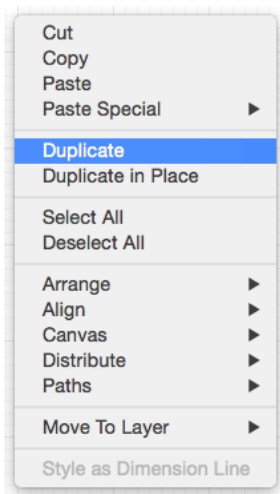 Cut
Copy
Paste
Paste Special
Duplicate
Duplicate in Place
Select All
Deselect All
Arrange
Align
Canvas
Distribute
Paths
Move To Layer
Style as Dimension Line